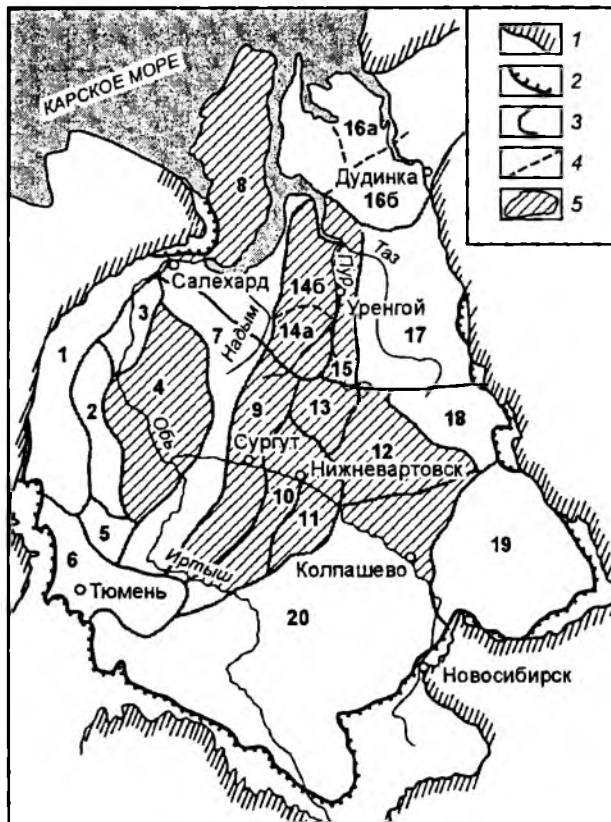 КАРСКОЕ МОРЕ
1
2
3
4
5
16а
8
Дудинка
16б
Таз
Салехард
Пур
14б
Уренгой
3
Надым
14а
1
7
17
15
4
2
9
13
18
Обь
12
Сургут
Нижневартовск
10
11
5
19
6
Иртыш
Колпашево
Тюмень
20
Новосибирск